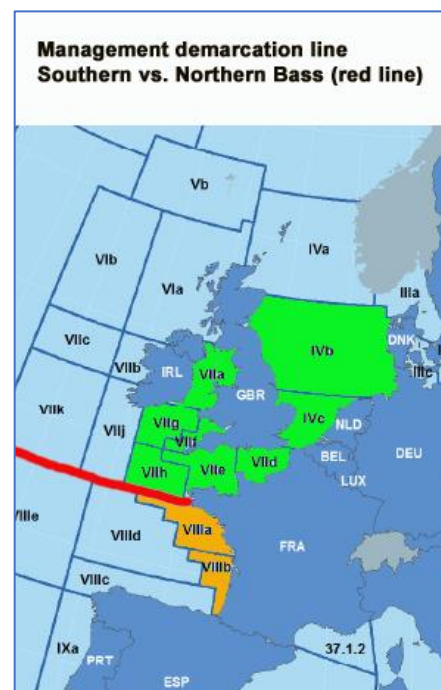 Management demarcation line
Southern vs. Northern Bass (red line)
Vb
IVa
VIb
VIa
IIIa
VIIc
VIIb
IRL
VIIa
GBR
IVb
DNK
IIIc
VIIk
VIIj
VIIg
VIIf
IVc
NLD
VIIh
VIIe
VIId
BEL
DEU
LUX
VIIIe
VIIId
VIIIa
FRA
VIIIb
VIIIc
IXa
PRT
ESP
37.1.2